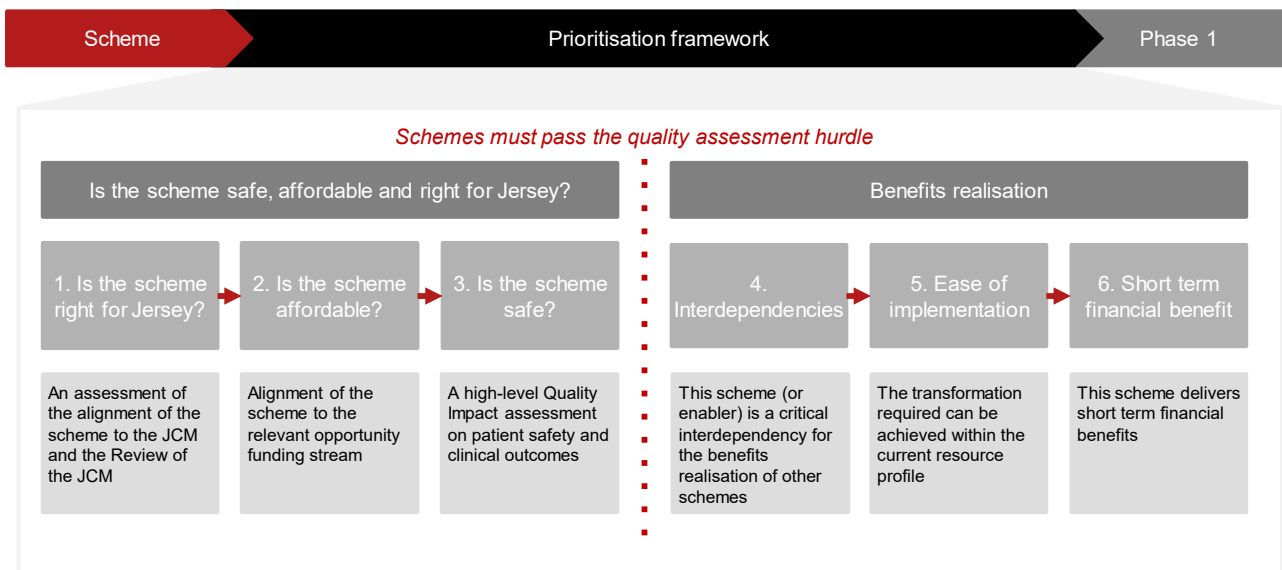 Scheme
Prioritisation framework
Phase 1
Schemes must pass the quality assessment hurdle
Is the scheme safe, affordable and right for Jersey?
Benefits realisation
1. Is the scheme
right for Jersey?
2. Is the scheme
affordable?
3. Is the scheme
safe?
4.
Interdependencies
5. Ease of
implementation
6. Short term
financial benefit
An assessment of
the alignment of the
scheme to the JCM
and the Review of
the JCM
Alignment of the
scheme to the
relevant opportunity
funding stream
A high-level Quality
Impact assessment
on patient safety and
clinical outcomes
This scheme (or
enabler) is a critical
interdependency for
the benefits
realisation of other
schemes
The transformation
required can be
achieved within the
current resource
profile
This scheme delivers
short term financial
benefits